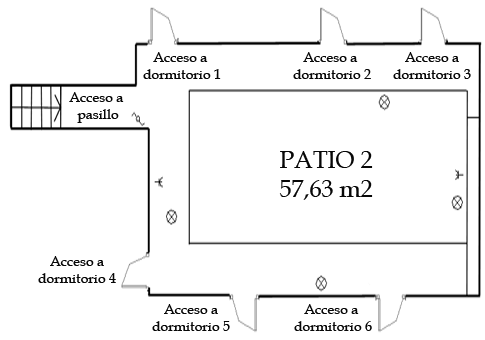 Acceso a
dormitorio 1
Acceso a
dormitorio 2
Acceso a
dormitorio 3
Acceso a
pasillo
PATIO 2
57,63 m2
Acceso a
dormitorio 4
Acceso a
dormitorio 5
Acceso a
dormitorio 6